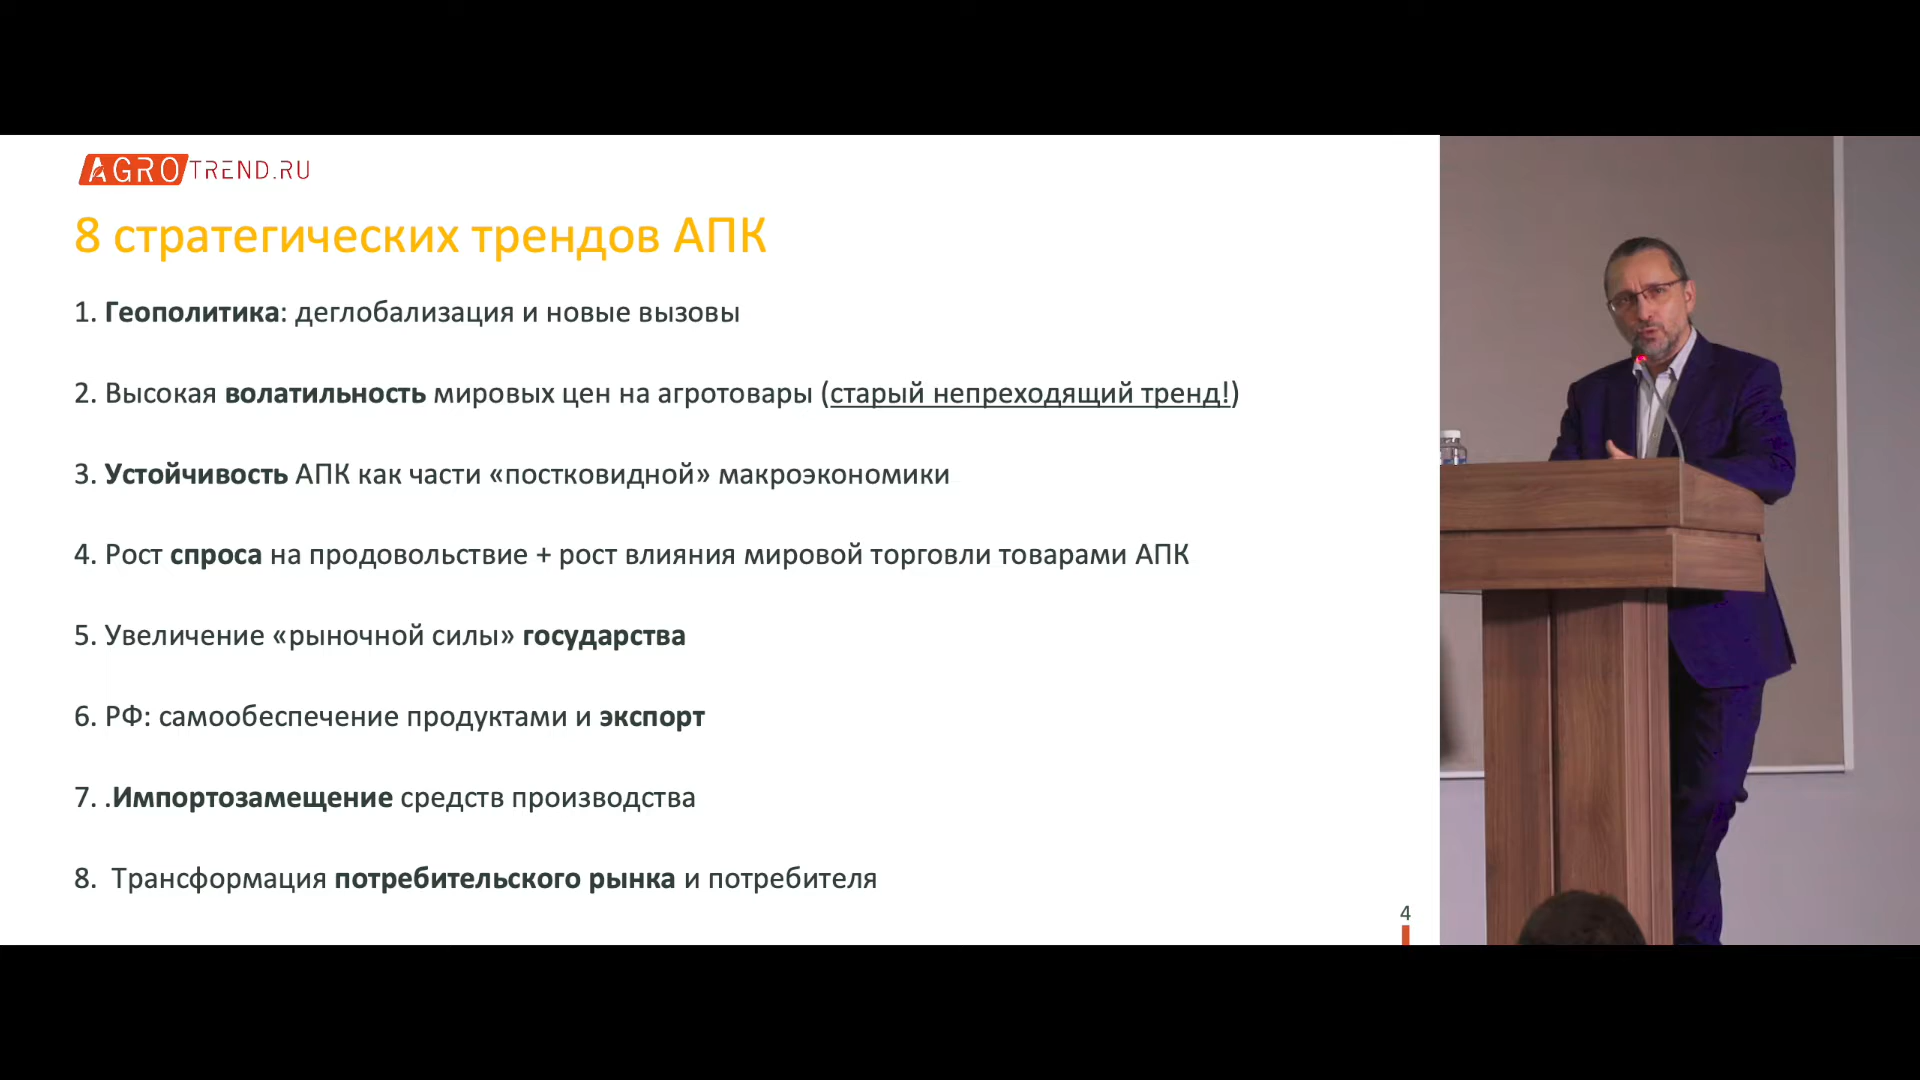 AGROTREND.RU
8 стратегических трендов АПК
1. Геополитика: деглобализация и новые вызовы
2. Высокая волатильность мировых цен на агротовары (старый непреходящий тренд!)
3. Устойчивость АПК как части «постковидной» макроэкономики
4. Рост спроса на продовольствие + рост влияния мировой торговли товарами АПК
5. Увеличение «рыночной силы» государства
6. РФ: самообеспечение продуктами и экспорт
7. .Импортозамещение средств производства
8. Трансформация потребительского рынка и потребителя
4